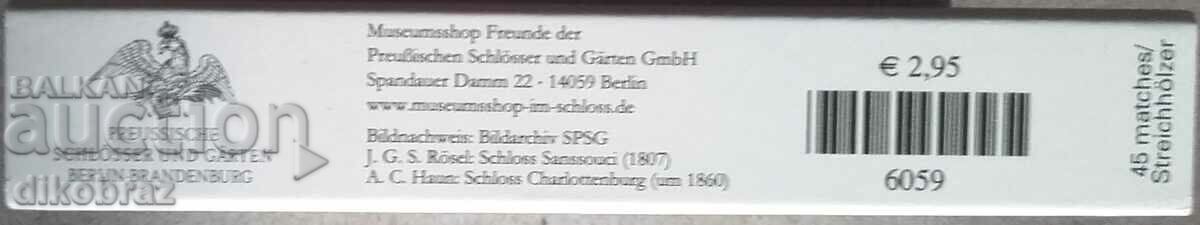 PREUSSISCHE
SCHLÖSSER UND GÄRTEN
BERLIN-BRANDENBURG
Museumsshop Freunde der
Preußischen Schlösser und Gärten GmbH
Spandauer Damm 22 - 14059 Berlin
www.museumsshop-im-schloss.de
Bildnachweis: Bildarchiv SPSG
J. G. S. Rösel: Schloss Sanssouci (1807)
A. C. Haun: Schloss Charlottenburg (um 1860)
€ 2,95
6059
45 matches/
Streichhölzer
BALKAN
auction
dikobraz